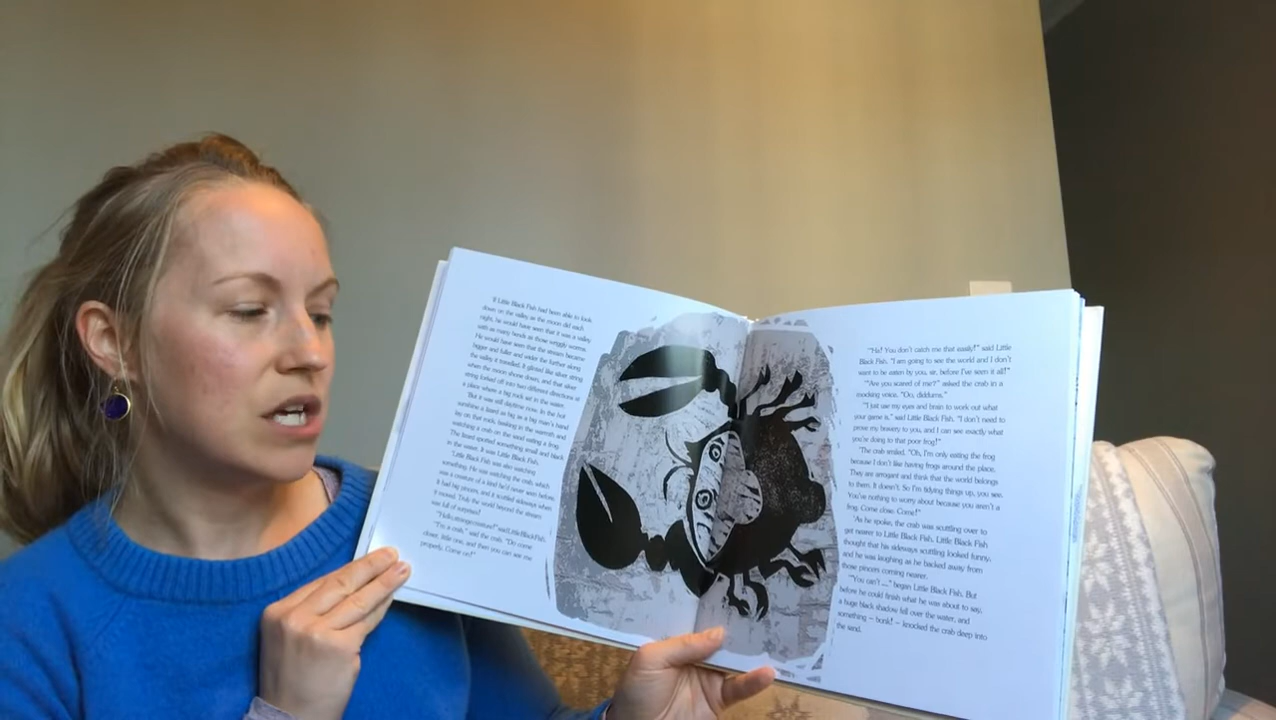 'If Little Black Fish had been able to look
down on the valley as the moon did each
night, he would have seen that it was a valley
with as many bends as those wriggly worms.
He would have seen that the stream became
bigger and fuller and wider the further along
the valley it travelled. It glinted like silver string
when the moon shone down, and that silver
string forked off into two different directions at
a place where a big rock set in the water.
'But it was still daytime now. In the hot
sunshine a lizard as big as a big man's hand
lay on that rock, basking in the warmth and
watching a crab on the sand eating a frog.
The lizard spotted something small and black
in the water. It was Little Black Fish.
'Little Black Fish was also watching
something. He was watching the crab, which
was a creature of a kind he'd never seen before.
It had big pincers, and it scuttled sideways when
it moved. Truly, the world beyond the stream
was full of surprises!
'"Hello, strange creature!" said Little Black Fish.
'"I'm a crab," said the crab. "Do come
closer, little one, and then you can see me
properly. Come on!"
'"Ha! You don't catch me that easily!" said Little
Black Fish. "I am going to see the world and I don't
want to be eaten by you, sir, before I've seen it all!"
'"Are you scared of me?" asked the crab in a
mocking voice. "Oo, diddums."
'"I just use my eyes and brain to work out what
your game is," said Little Black Fish. "I don't need to
prove my bravery to you, and I can see exactly what
you're doing to that poor frog!"
'The crab smiled. "Oh, I'm only eating the frog
because I don't like having frogs around the place.
They are arrogant and think that the world belongs
to them. It doesn't. So I'm tidying things up, you see.
You've nothing to worry about because you aren't a
frog. Come close. Come!"
'As he spoke, the crab was scuttling over to
get nearer to Little Black Fish. Little Black Fish
thought that his sideways scuttling looked funny,
and he was laughing as he backed away from
those pincers coming nearer.
'"You can't ..." began Little Black Fish. But
before he could finish what he was about to say,
a huge black shadow fell over the water, and
something – bonk! – knocked the crab deep into
the sand.